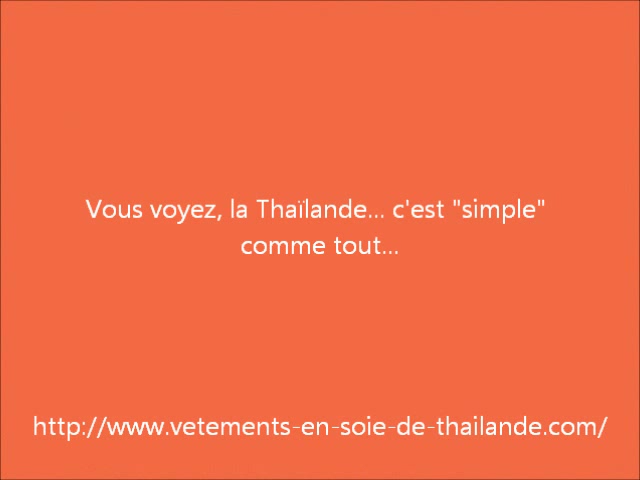 Vous voyez, la Thaïlande... c'est "simple"
comme tout...
http://www.vetements-en-soie-de-thailande.com/